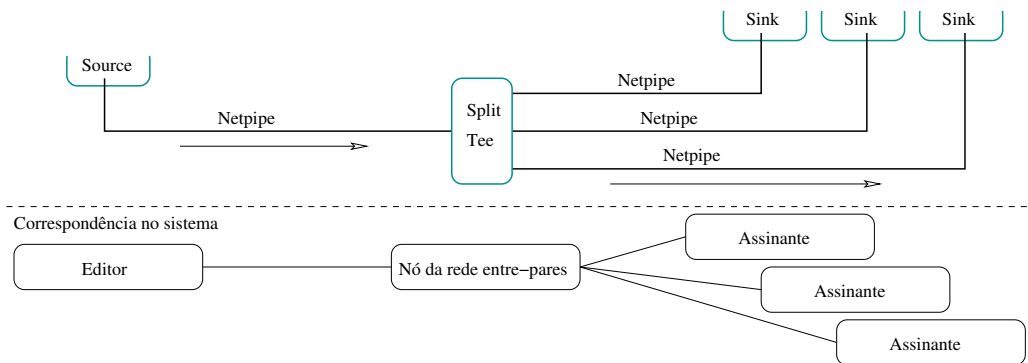 Sink
Sink
Sink
Source
Netpipe
Netpipe
Split
Tee
Netpipe
Netpipe
Correspondência no sistema
Editor
Nó da rede entre−pares
Assinante
Assinante
Assinante